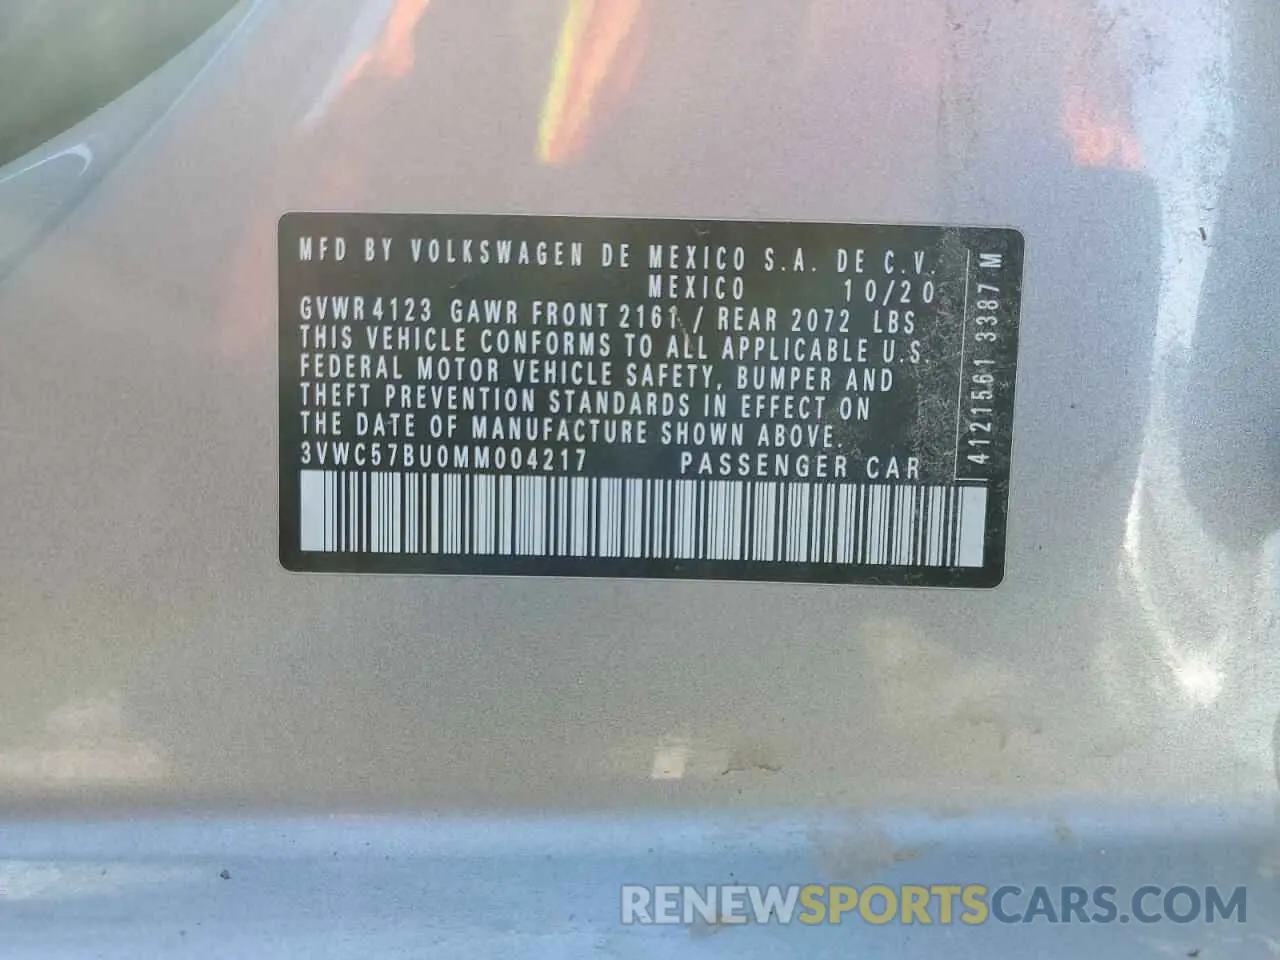 MFD BY VOLKSWAGEN DE MEXICO S.A. DE C.V.
MEXICO 10/20
GVWR 4123 GAWR FRONT 2161 / REAR 2072 LBS
THIS VEHICLE CONFORMS TO ALL APPLICABLE U.S.
FEDERAL MOTOR VEHICLE SAFETY, BUMPER AND
THEFT PREVENTION STANDARDS IN EFFECT ON
THE DATE OF MANUFACTURE SHOWN ABOVE.
3VWC57BU0MM004217 PASSENGER CAR
4121561 3387 M
RENEWSPORTSCARS.COM